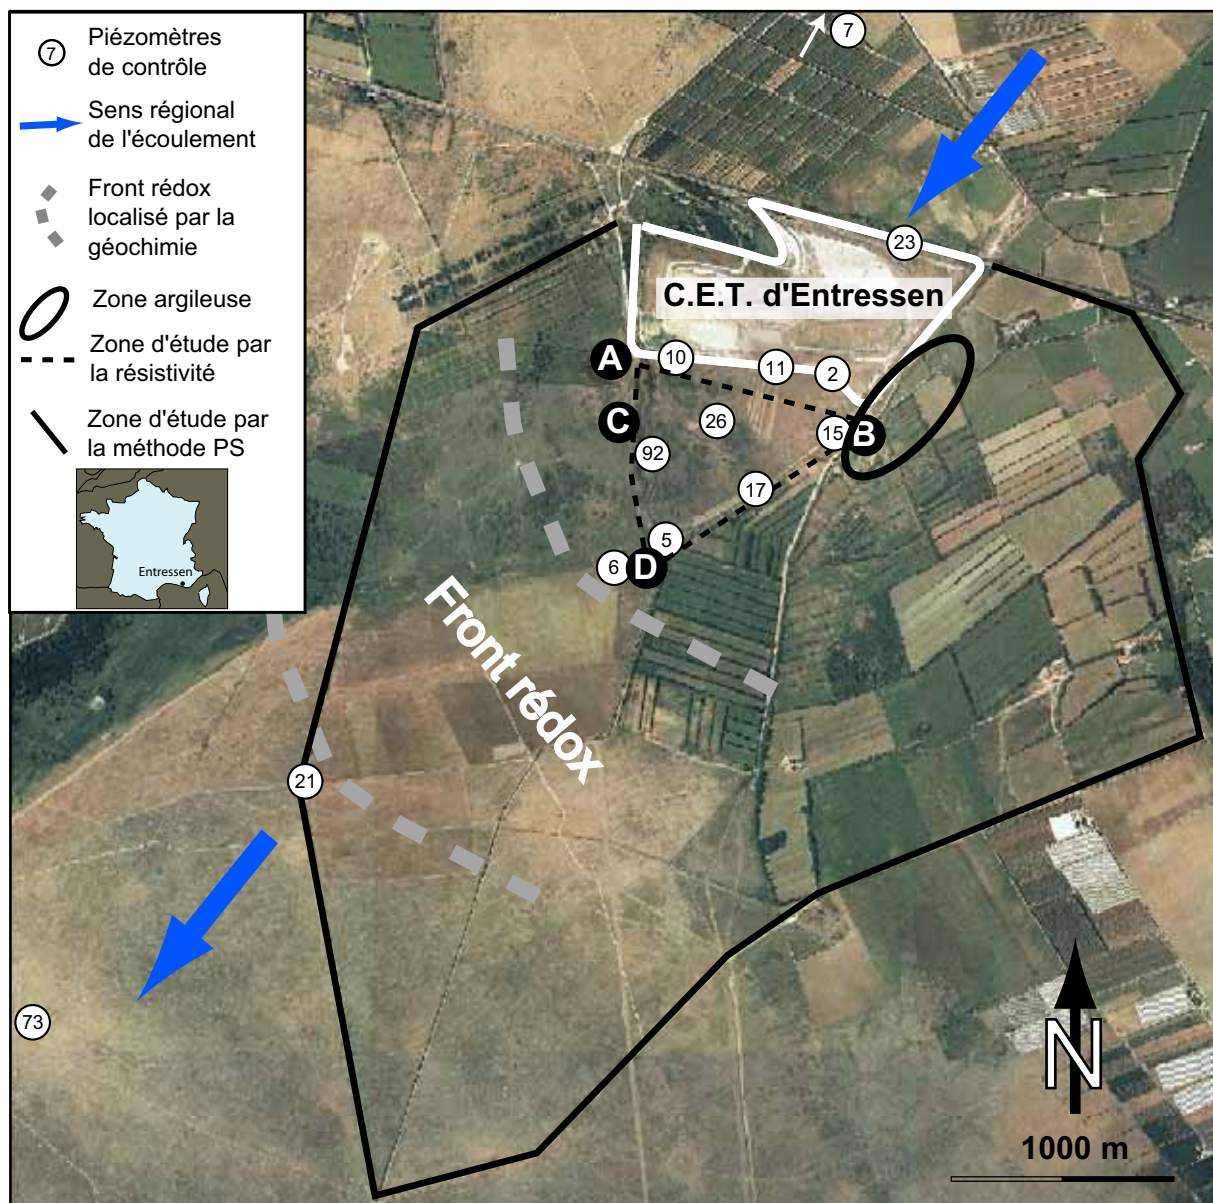 7
Piézomètres
de contrôle
Sens régional
de l'écoulement
Front rédox
localisé par la
géochimie
Zone argileuse
Zone d'étude par
la résistivité
Zone d'étude par
la méthode PS
Entressen
7
23
C.E.T. d'Entressen
A
10
11
2
C
26
15
B
92
17
5
6
D
Front rédox
21
73
N
1000 m